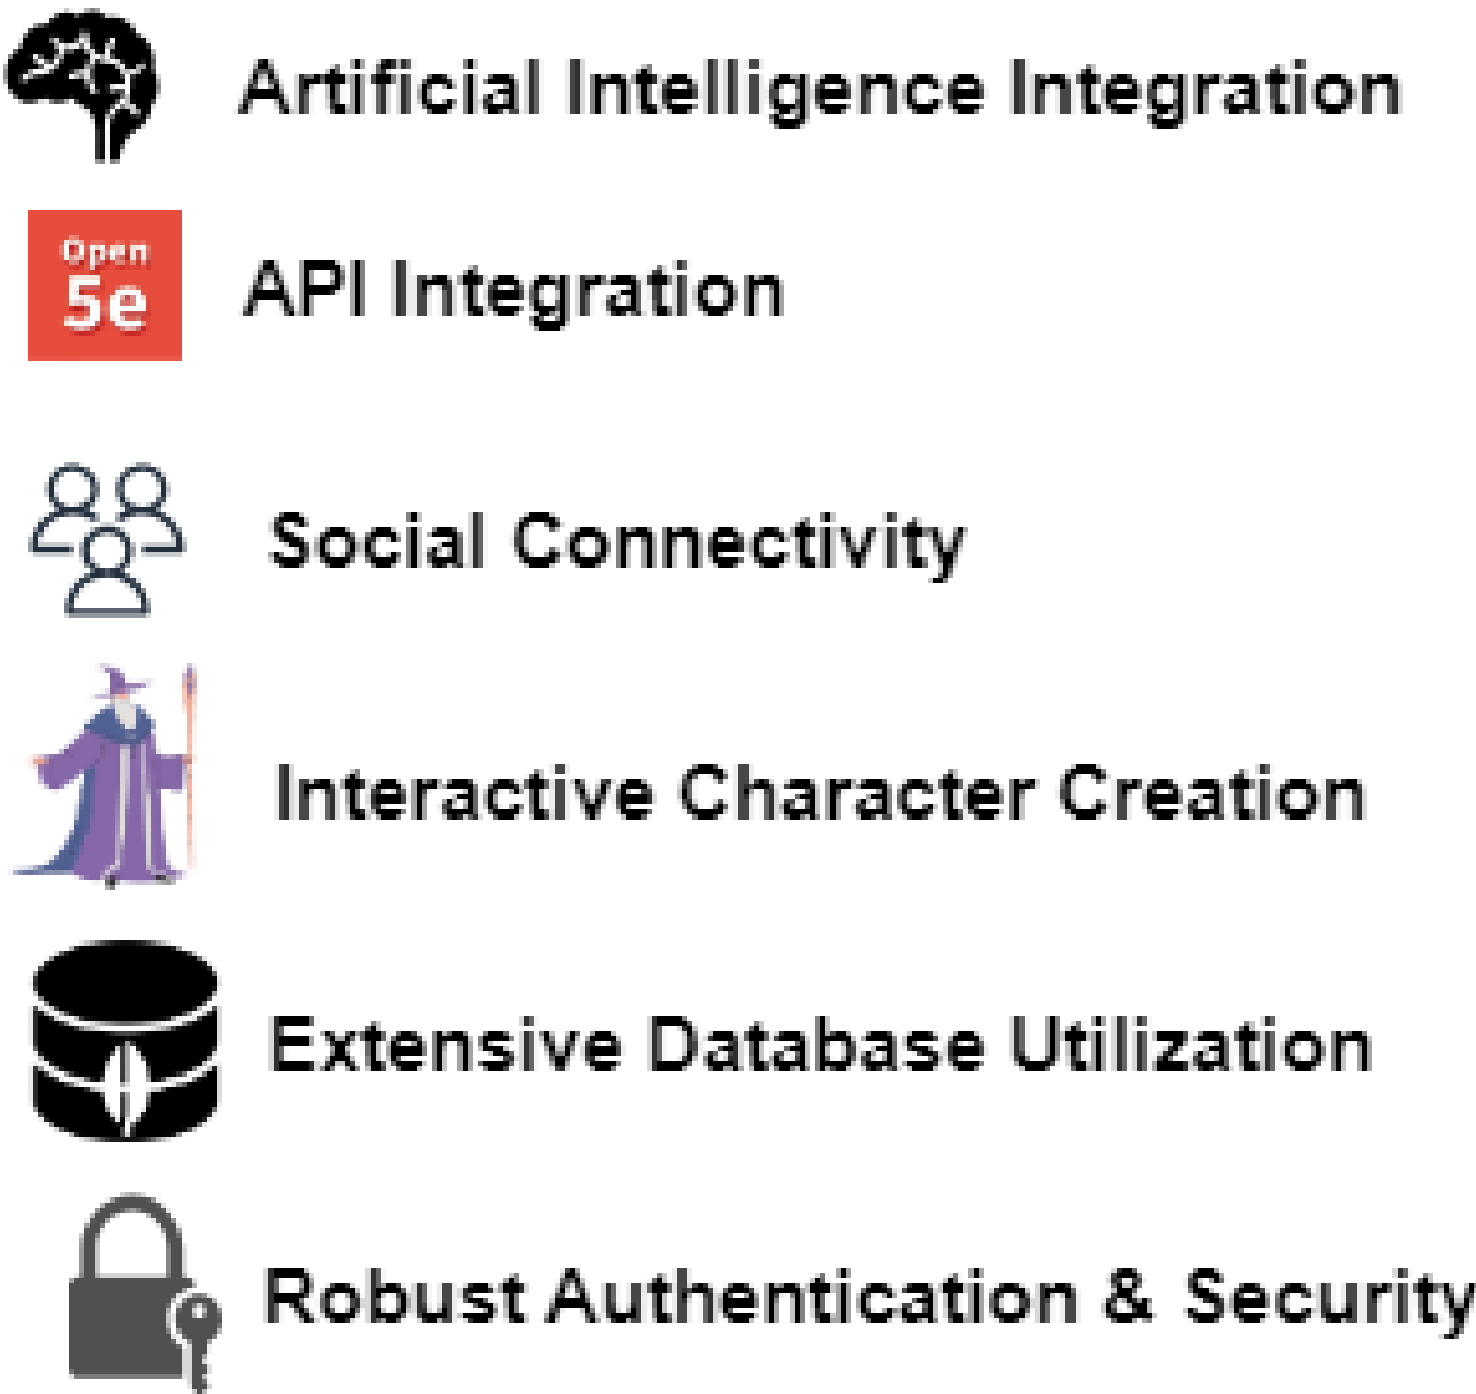 Artificial Intelligence Integration
Open
5e
API Integration
Social Connectivity
Interactive Character Creation
Extensive Database Utilization
Robust Authentication & Security